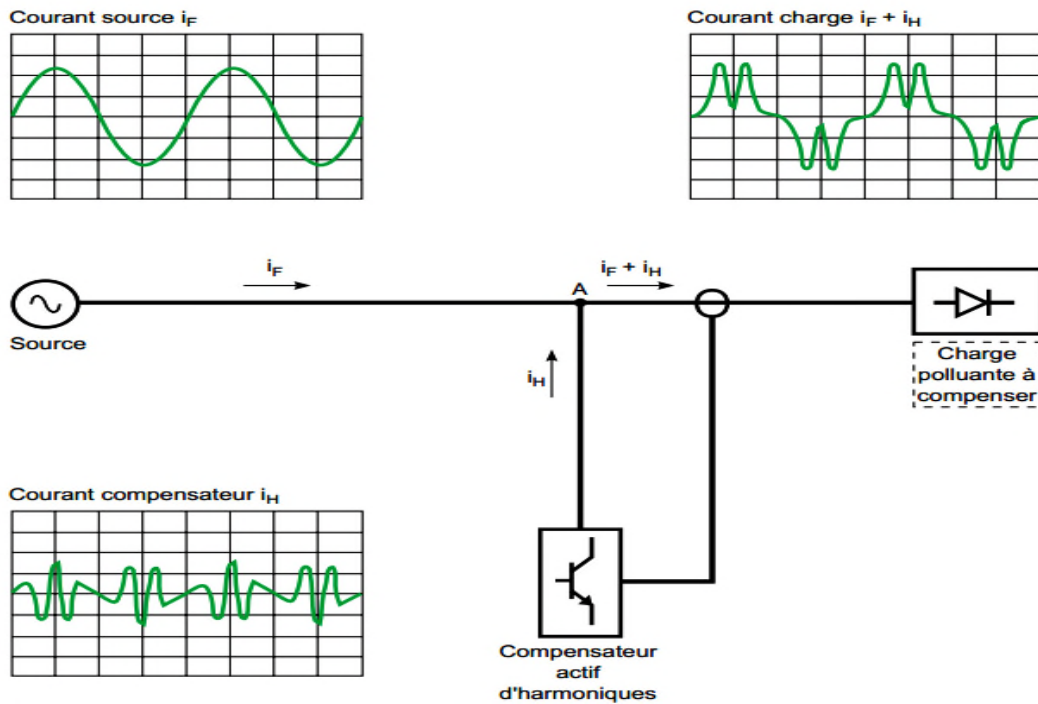 Courant source iF
Courant charge iF + iH
iF
iF + iH
A
Source
iH
Charge
polluante à
compenser
Courant compensateur iH
Compensateur
actif
d'harmoniques